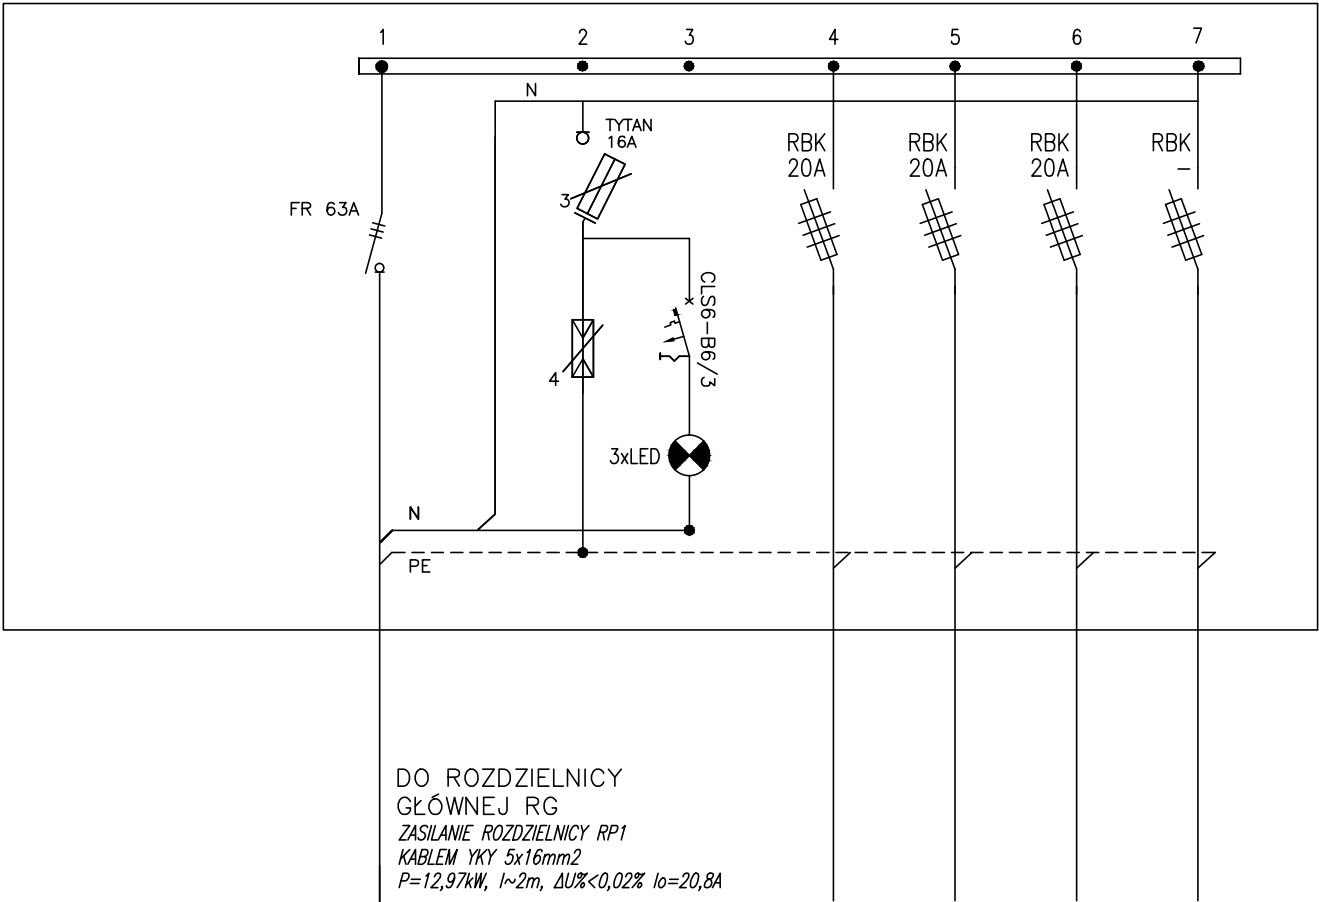 1 2 3 4 5 6 7
N
TYTAN
16A
RBK RBK RBK RBK
20A 20A 20A –
3
FR 63A
CLS6-B6/3
4
3xLED
N
PE
DO ROZDZIELNICY
GŁÓWNEJ RG
ZASILANIE ROZDZIELNICY RP1
KABLEM YKY 5x16mm2
P=12,97kW, l~2m, ΔU%<0,02% Io=20,8A